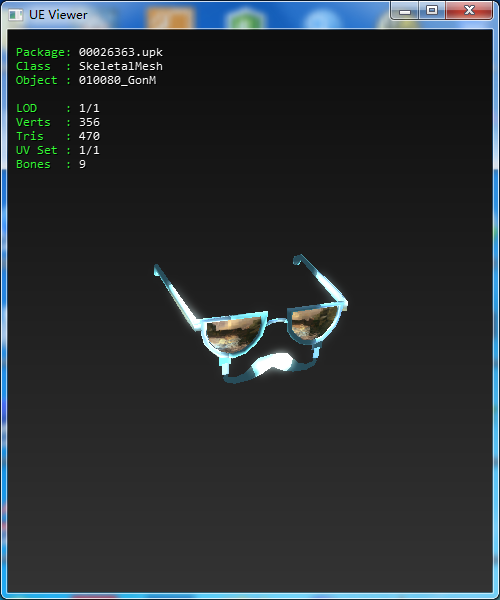 UE Viewer
Package: 00026363.upk
Class  : SkeletalMesh
Object : 010080_GonM
LOD    : 1/1
Verts  : 356
Tris   : 470
UV Set : 1/1
Bones  : 9